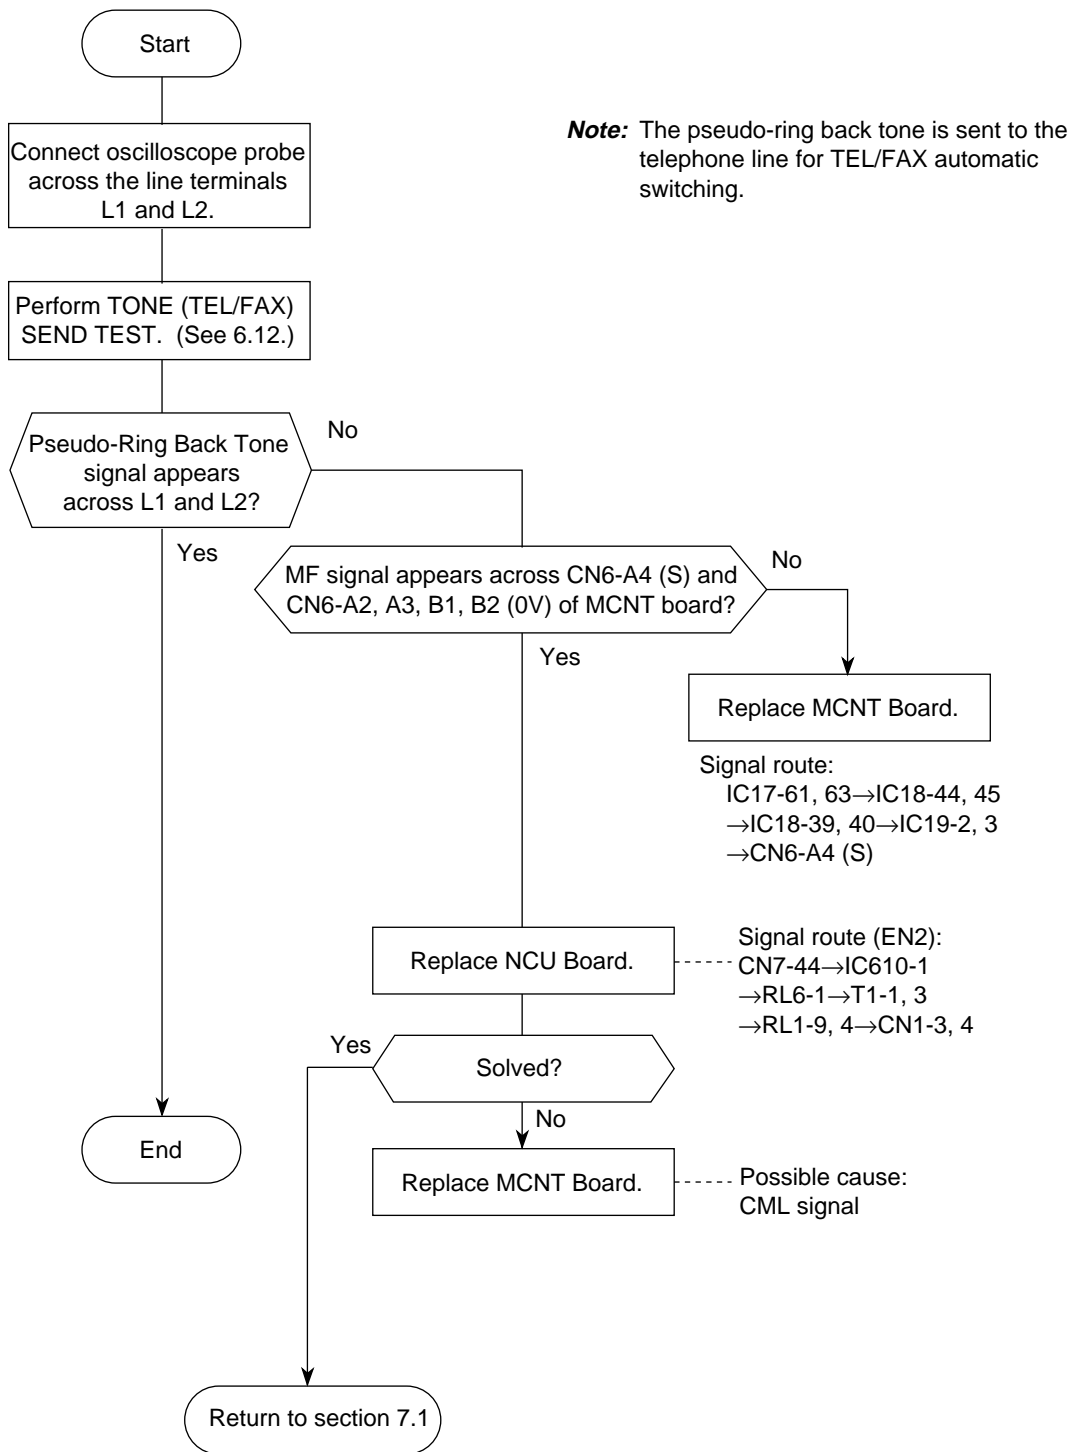 Start
Connect oscilloscope probe
across the line terminals
L1 and L2.
Note: The pseudo-ring back tone is sent to the
telephone line for TEL/FAX automatic
switching.
Perform TONE (TEL/FAX)
SEND TEST. (See 6.12.)
Pseudo-Ring Back Tone
signal appears
across L1 and L2?
No
Yes
MF signal appears across CN6-A4 (S) and
CN6-A2, A3, B1, B2 (0V) of MCNT board?
No
Yes
Replace MCNT Board.
Signal route:
IC17-61, 63→IC18-44, 45
→IC18-39, 40→IC19-2, 3
→CN6-A4 (S)
Replace NCU Board.
Signal route (EN2):
CN7-44→IC610-1
→RL6-1→T1-1, 3
→RL1-9, 4→CN1-3, 4
Yes
Solved?
No
End
Replace MCNT Board.
Possible cause:
CML signal
Return to section 7.1